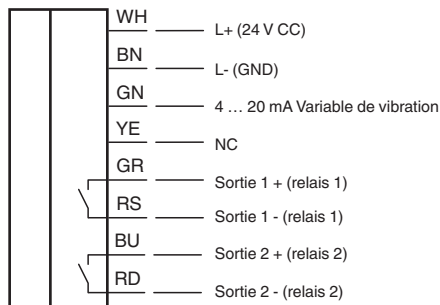 WH L+ (24 V CC)
BN L- (GND)
GN 4 … 20 mA Variable de vibration
YE NC
GR Sortie 1 + (relais 1)
RS Sortie 1 - (relais 1)
BU Sortie 2 + (relais 2)
RD Sortie 2 - (relais 2)